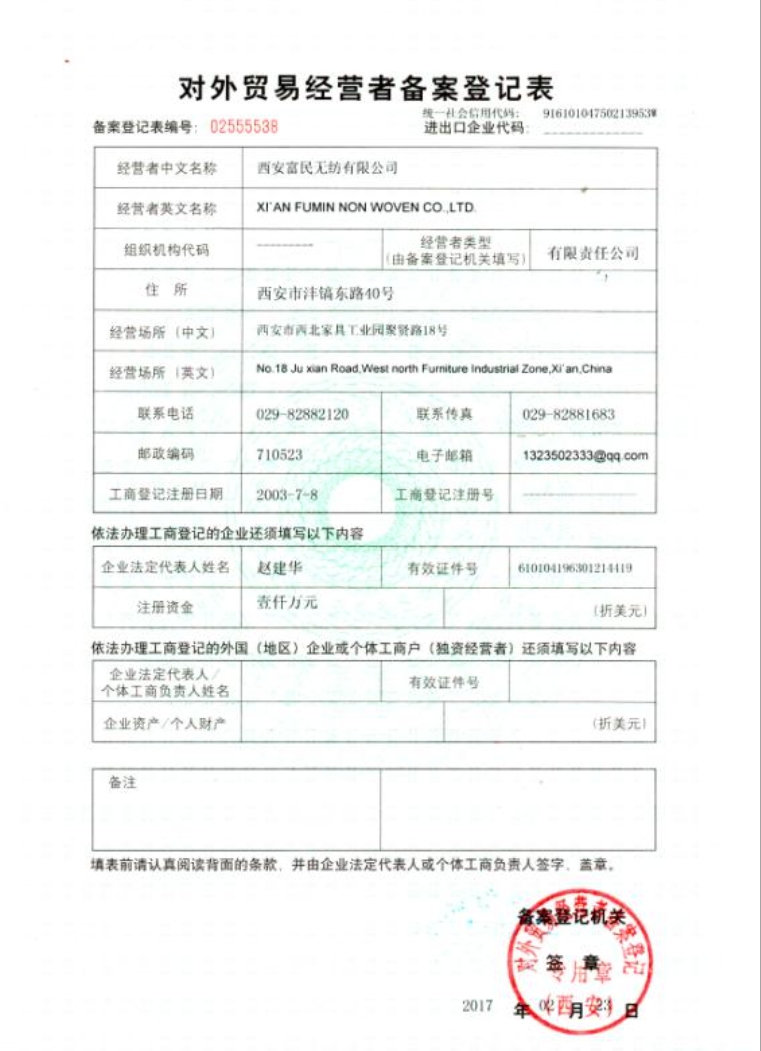 对外贸易经营者备案登记表
统一社会信用代码： 91610104750213953W
备案登记表编号： 02555538 进出口企业代码：
经营者中文名称 西安富民无纺有限公司
经营者英文名称 XI'AN FUMIN NON WOVEN CO.,LTD.
组织机构代码 ---------- 经营者类型
(由备案登记机关填写) 有限责任公司
住 所 西安市沣镐东路40号
经营场所（中文） 西安市西北家具工业园聚贤路18号
经营场所（英文） No.18 Ju xian Road,West north Furniture Industrial Zone,Xi'an,China
联系电话 029-82882120 联系传真 029-82881683
邮政编码 710523 电子邮箱 1323502333@qq.com
工商登记注册日期 2003-7-8 工商登记注册号 --------------------
依法办理工商登记的企业还须填写以下内容
企业法定代表人姓名 赵建华 有效证件号 610104196301214419
注册资金 壹仟万元 (折美元)
依法办理工商登记的外国（地区）企业或个体工商户（独资经营者）还须填写以下内容
企业法定代表人/
个体工商负责人姓名 有效证件号
企业资产/个人财产 (折美元)
备注
填表前请认真阅读背面的条款，并由企业法定代表人或个体工商负责人签字、盖章。
备案登记机关
签 章
对外贸易经营者备案登记
专用章
(西安)
2017 年 02 月 23 日